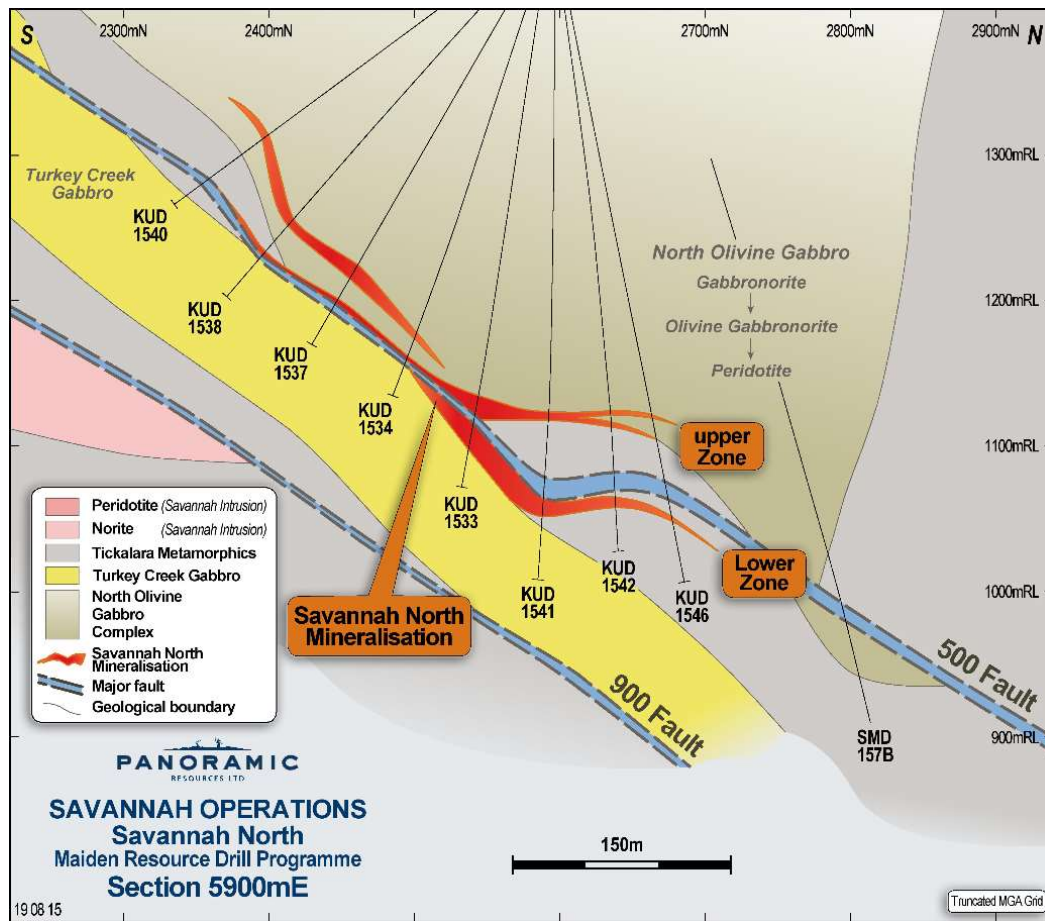 S
2300mN
2400mN
2700mN
2800mN
2900mN
N
1300mRL
Turkey Creek
Gabbro
KUD
1540
North Olivine Gabbro
Gabbronorite
Olivine Gabbronorite
Peridotite
1200mRL
KUD
1538
KUD
1537
KUD
1534
upper
Zone
1100mRL
KUD
1533
Lower
Zone
KUD
1542
KUD
1541
KUD
1546
1000mRL
Savannah North
Mineralisation
500 Fault
900 Fault
SMD
157B
900mRL
Peridotite (Savannah Intrusion)
Norite (Savannah Intrusion)
Tickalara Metamorphics
Turkey Creek Gabbro
North Olivine
Gabbro
Complex
Savannah North
Mineralisation
Major fault
Geological boundary
PANORAMIC
RESOURCES LTD
SAVANNAH OPERATIONS
Savannah North
Maiden Resource Drill Programme
Section 5900mE
150m
19 08 15
Truncated MGA Grid